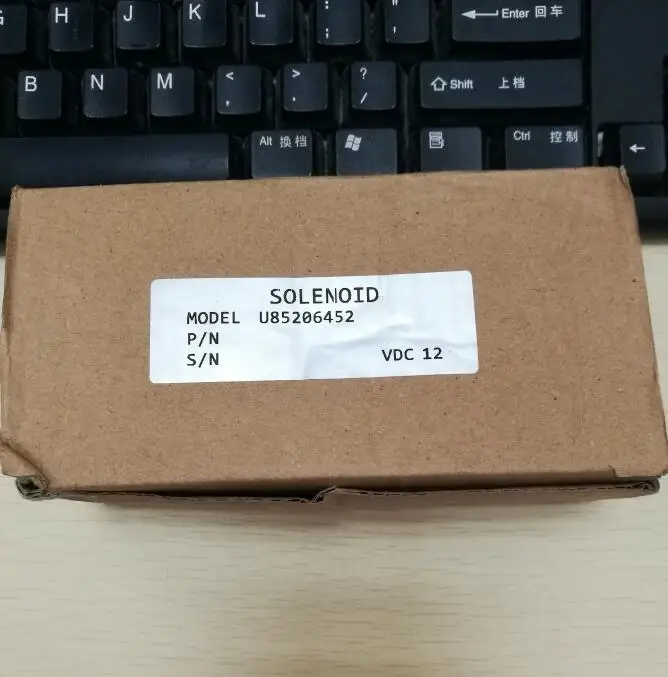 G H J K L : ; " ' Enter 回车
B N M < , > . ? / Shift 上档
Alt 换档 Ctrl 控制
SOLENOID
MODEL U85206452
P/N
S/N VDC 12